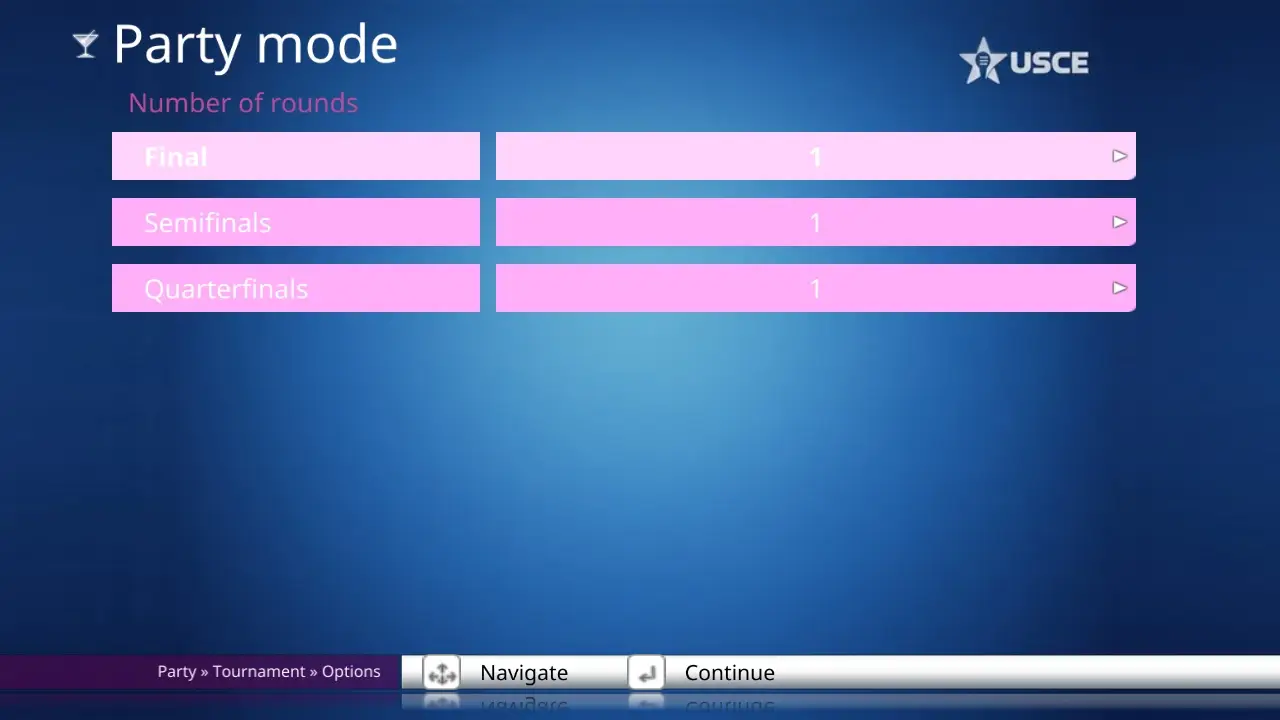 Party mode
USCE
Number of rounds
Final 1
Semifinals 1
Quarterfinals 1
Party » Tournament » Options Navigate Continue